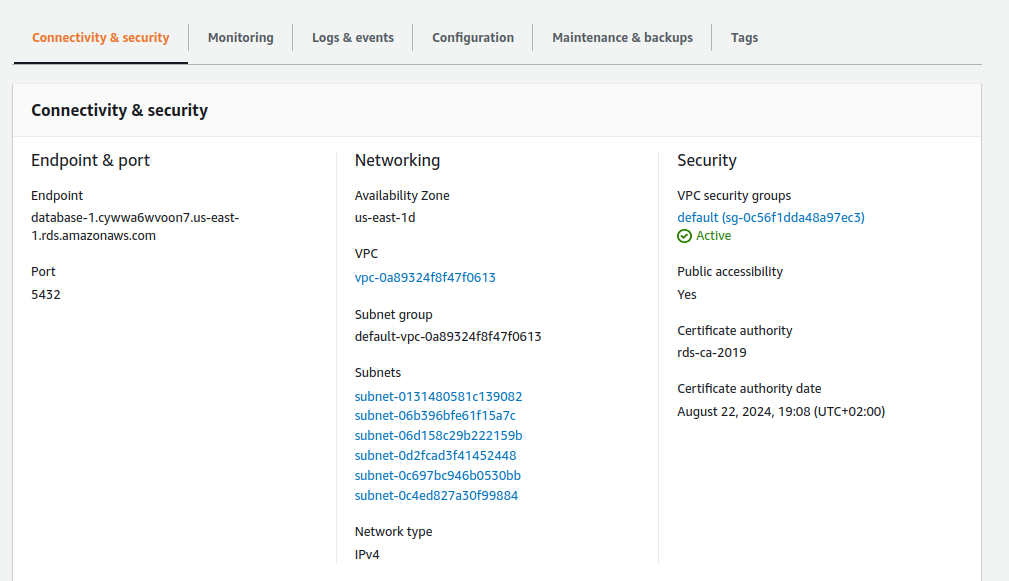 Connectivity & security
Monitoring
Logs & events
Configuration
Maintenance & backups
Tags
Connectivity & security
Endpoint & port
Endpoint
database-1.cywwa6wvoon7.us-east-
1.rds.amazonaws.com
Port
5432
Networking
Availability Zone
us-east-1d
VPC
vpc-0a89324f8f47f0613
Subnet group
default-vpc-0a89324f8f47f0613
Subnets
subnet-0131480581c139082
subnet-06b396bfe61f15a7c
subnet-06d158c29b222159b
subnet-0d2fcad3f41452448
subnet-0c697bc946b0530bb
subnet-0c4ed827a30f99884
Network type
IPv4
Security
VPC security groups
default (sg-0c56f1dda48a97ec3)
Active
Public accessibility
Yes
Certificate authority
rds-ca-2019
Certificate authority date
August 22, 2024, 19:08 (UTC+02:00)